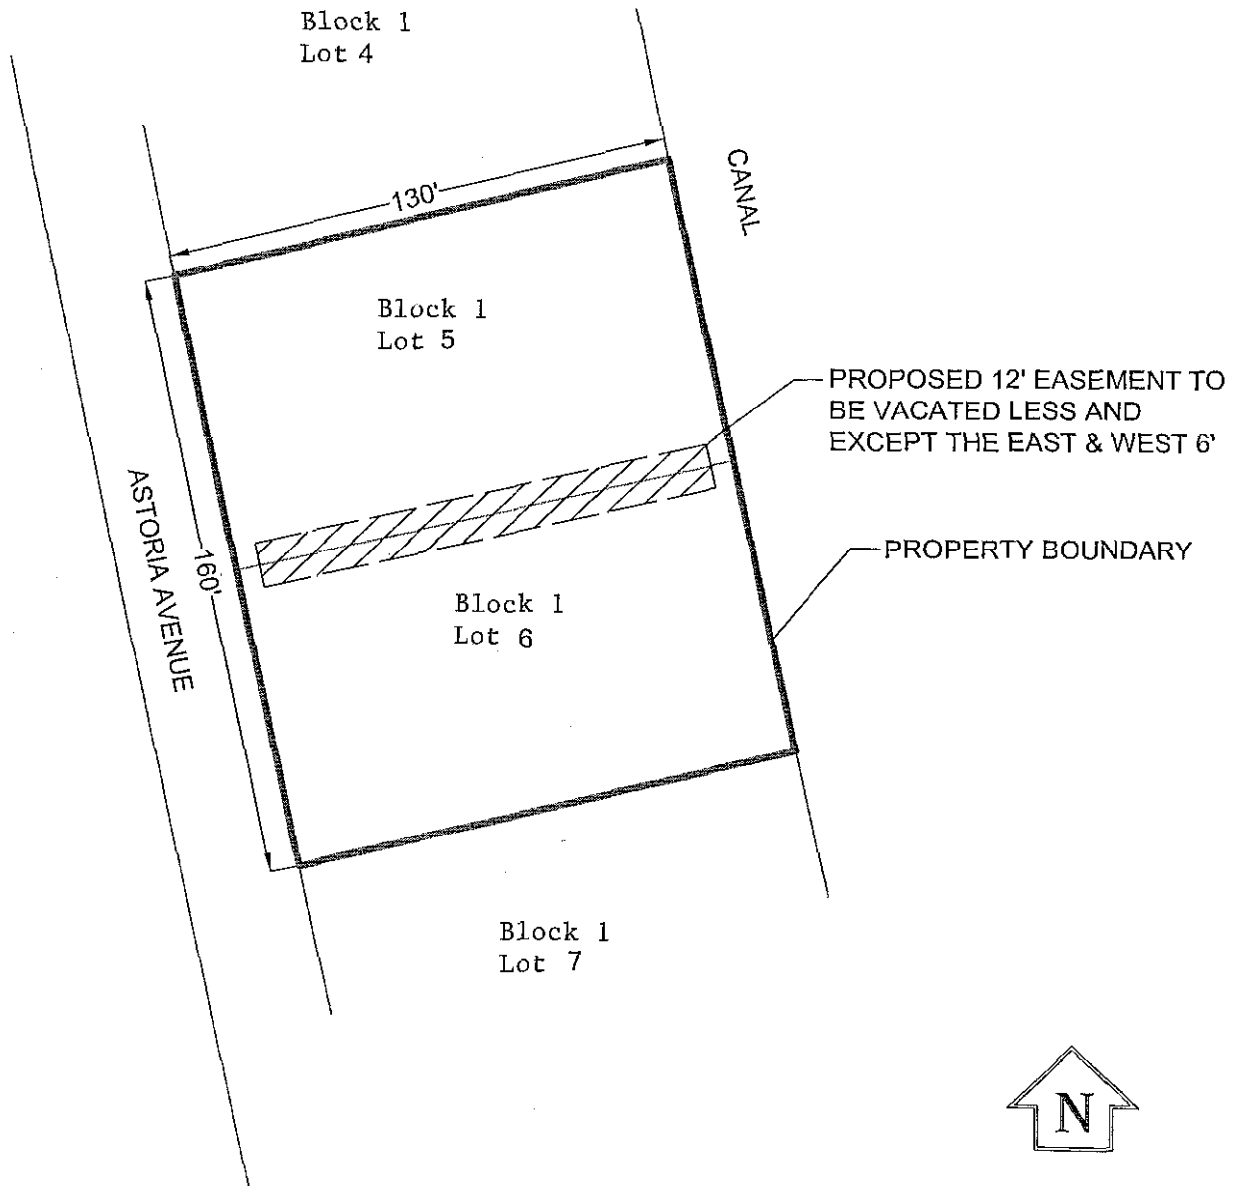 Block 1
Lot 4
130'
CANAL
Block 1
Lot 5
PROPOSED 12' EASEMENT TO
BE VACATED LESS AND
EXCEPT THE EAST & WEST 6'
ASTORIA AVENUE
160'
PROPERTY BOUNDARY
Block 1
Lot 6
Block 1
Lot 7
N